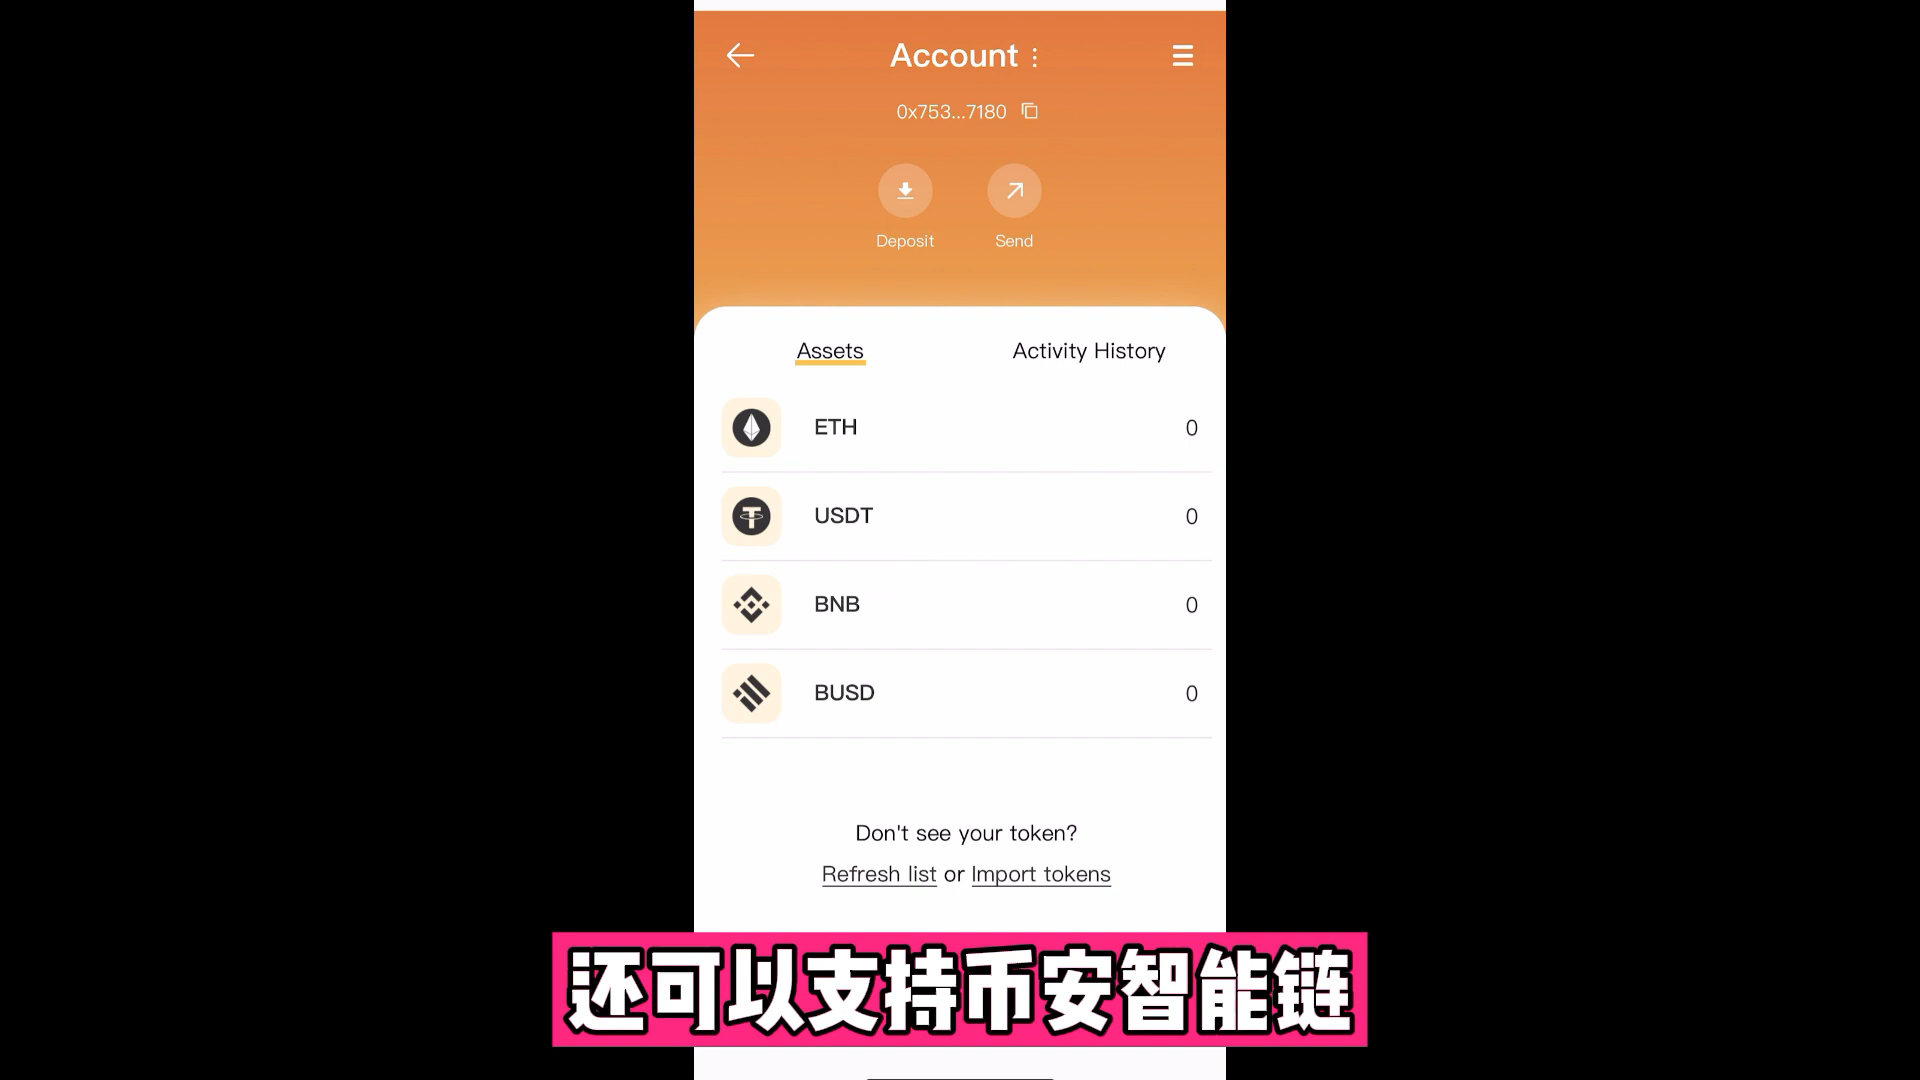 Account
0x753...7180
Deposit
Send
Assets
Activity History
ETH
0
USDT
0
BNB
0
BUSD
0
Don't see your token?
Refresh list or Import tokens
还可以支持币安智能链